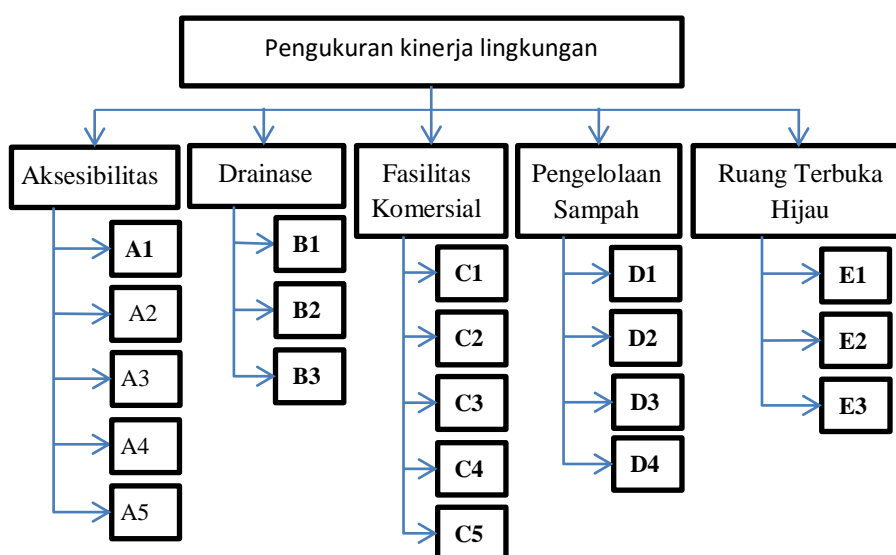 Pengukuran kinerja lingkungan
Aksesibilitas
A1
A2
A3
A4
A5
Drainase
B1
B2
B3
Fasilitas
Komersial
C1
C2
C3
C4
C5
Pengelolaan
Sampah
D1
D2
D3
D4
Ruang Terbuka
Hijau
E1
E2
E3